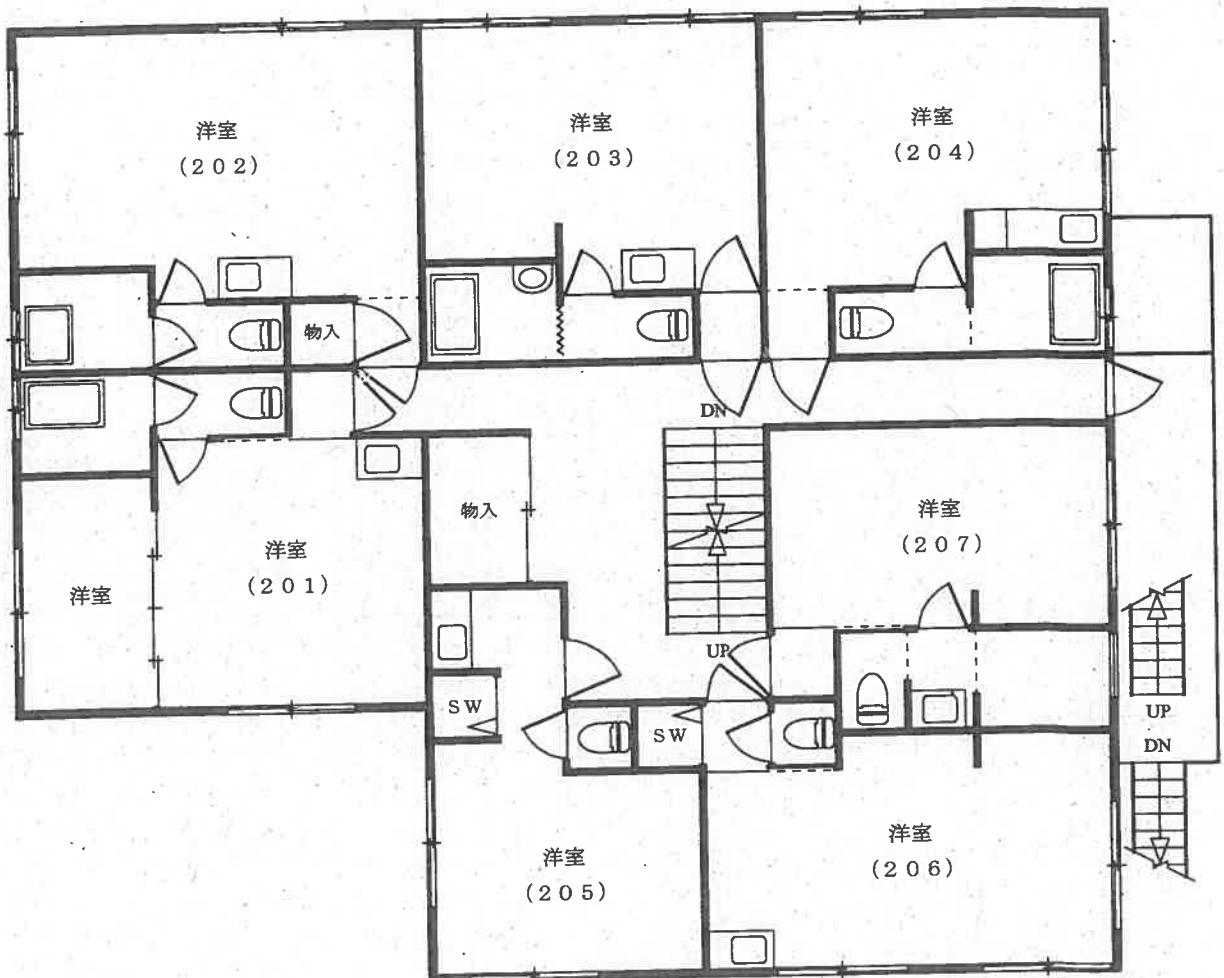 洋室
(202)
洋室
(203)
洋室
(204)
物入
DN
物入
洋室
(201)
洋室
洋室
(207)
UP
SW
SW
UP
DN
洋室
(205)
洋室
(206)